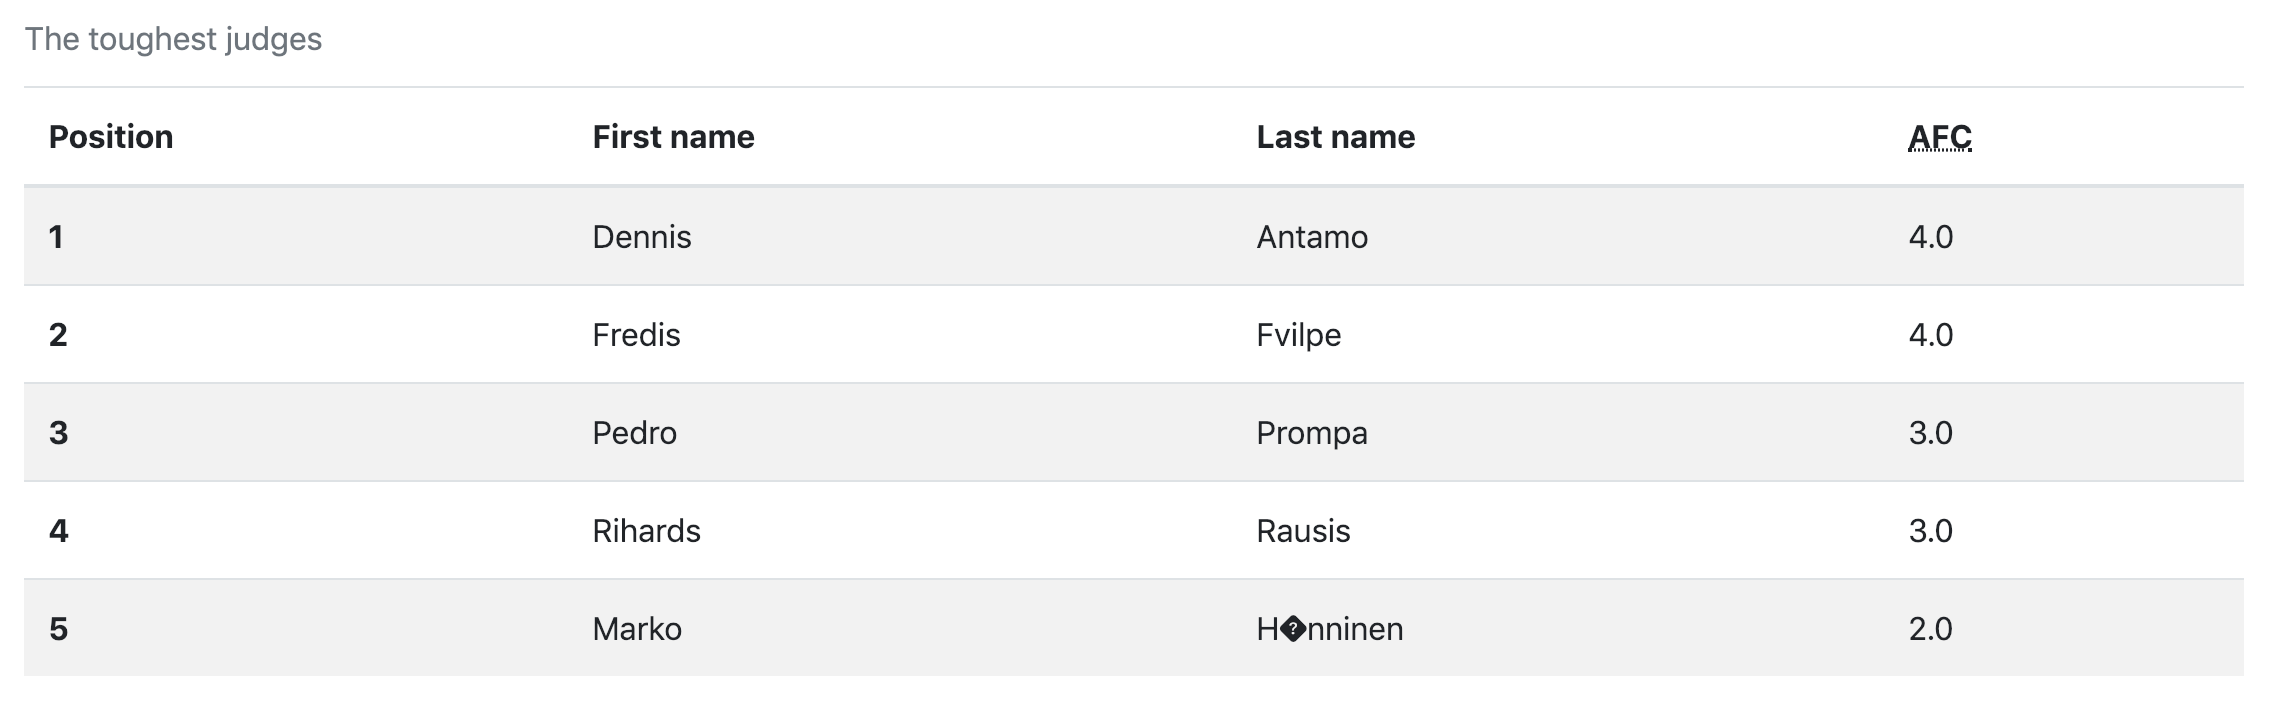 The toughest judges
Position First name Last name AFC
1 Dennis Antamo 4.0
2 Fredis Fvilpe 4.0
3 Pedro Prompa 3.0
4 Rihards Rausis 3.0
5 Marko H�nninen 2.0